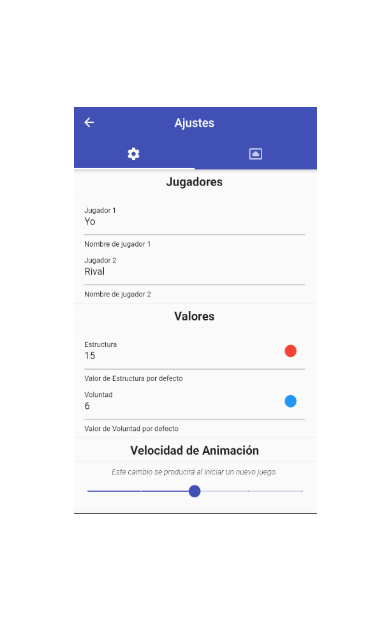 Ajustes
Jugadores
Jugador 1
Yo
Nombre de jugador 1
Jugador 2
Rival
Nombre de jugador 2
Valores
Estructura
15
Valor de Estructura por defecto
Voluntad
6
Valor de Voluntad por defecto
Velocidad de Animación
Este cambio se producirá al iniciar un nuevo juego.